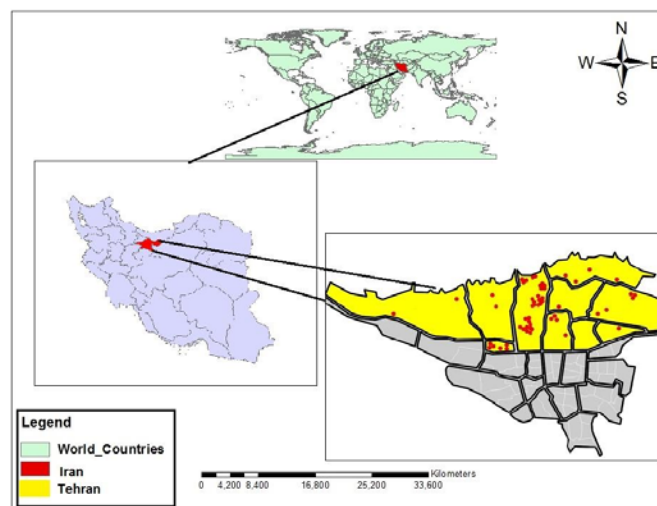 N
W E
S
Legend
World_Countries
Iran
Tehran
Kilometers
0 4,200 8,400 16,800 25,200 33,600